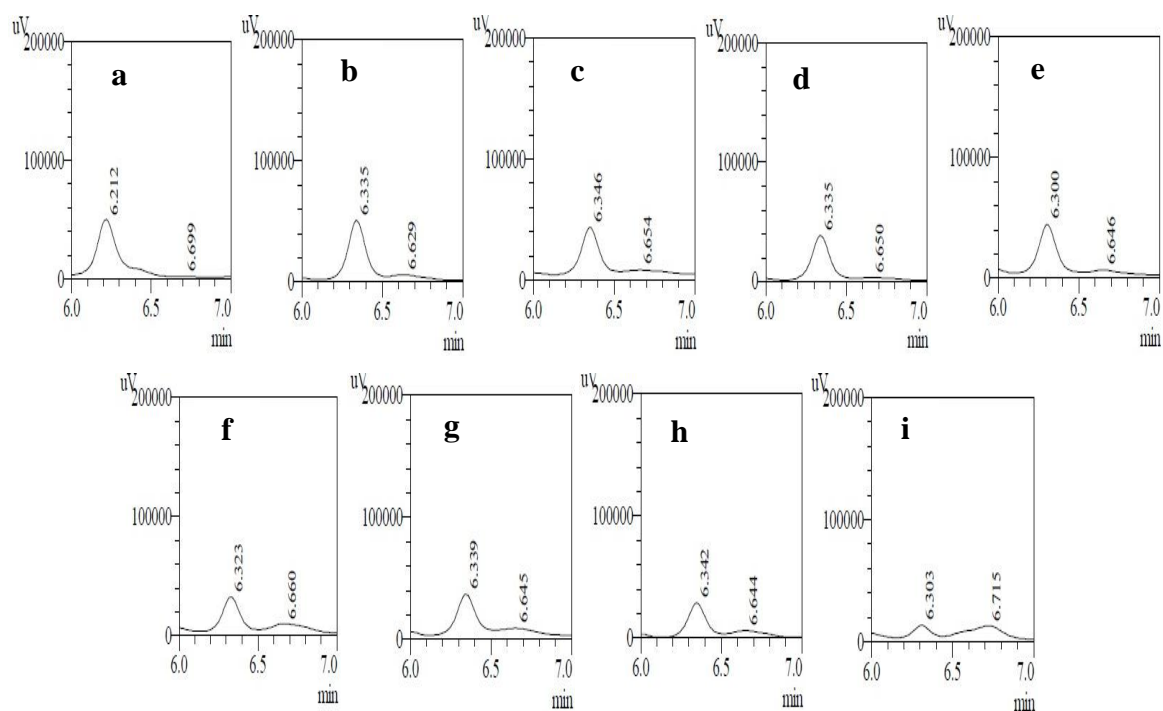 uV
200000
a
100000
6.212
6.699
0
6.0 6.5 7.0
min
uV
200000
b
100000
6.335
6.629
0
6.0 6.5 7.0
min
uV
200000
c
100000
6.346
6.654
0
6.0 6.5 7.0
min
uV
200000
d
100000
6.335
6.650
0
6.0 6.5 7.0
min
uV
200000
e
100000
6.300
6.646
0
6.0 6.5 7.0
min
uV
200000
f
100000
6.323
6.660
0
6.0 6.5 7.0
min
uV
200000
g
100000
6.339
6.645
0
6.0 6.5 7.0
min
uV
200000
h
100000
6.342
6.644
0
6.0 6.5 7.0
min
uV
200000
i
100000
6.303
6.715
0
6.0 6.5 7.0
min